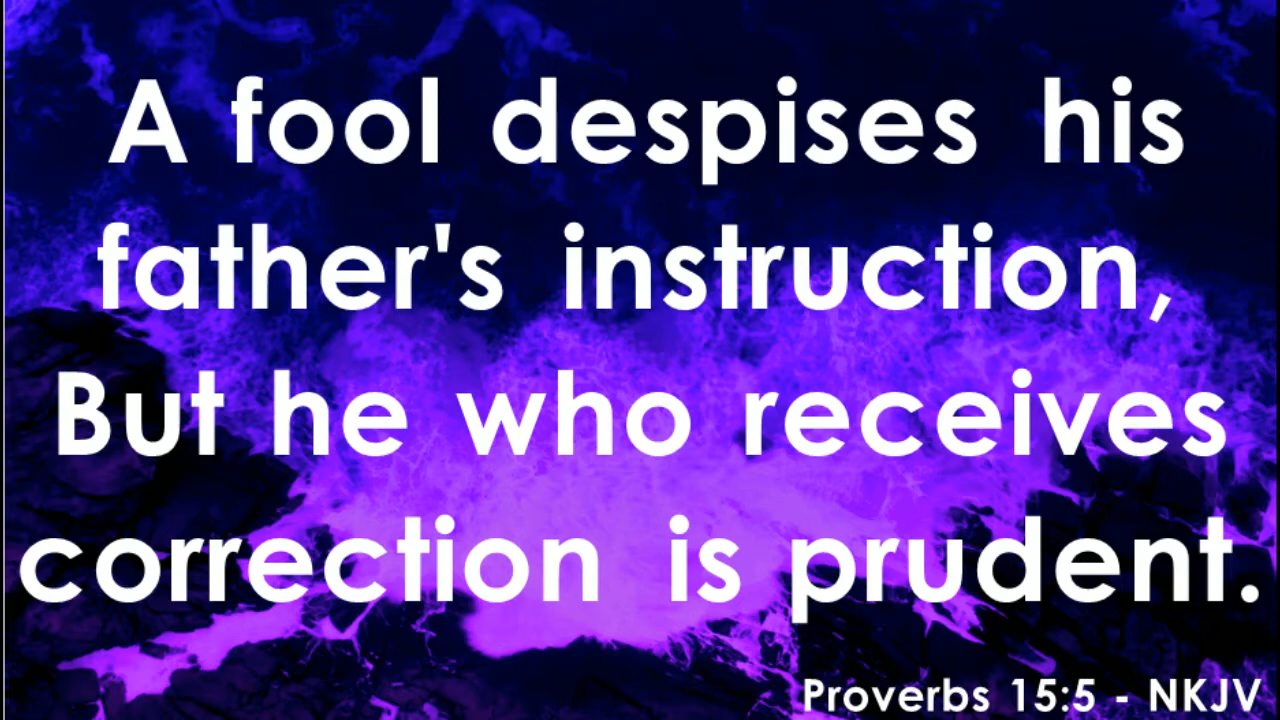 A fool despises his
father's instruction,
But he who receives
correction is prudent.
Proverbs 15:5 - NKJV